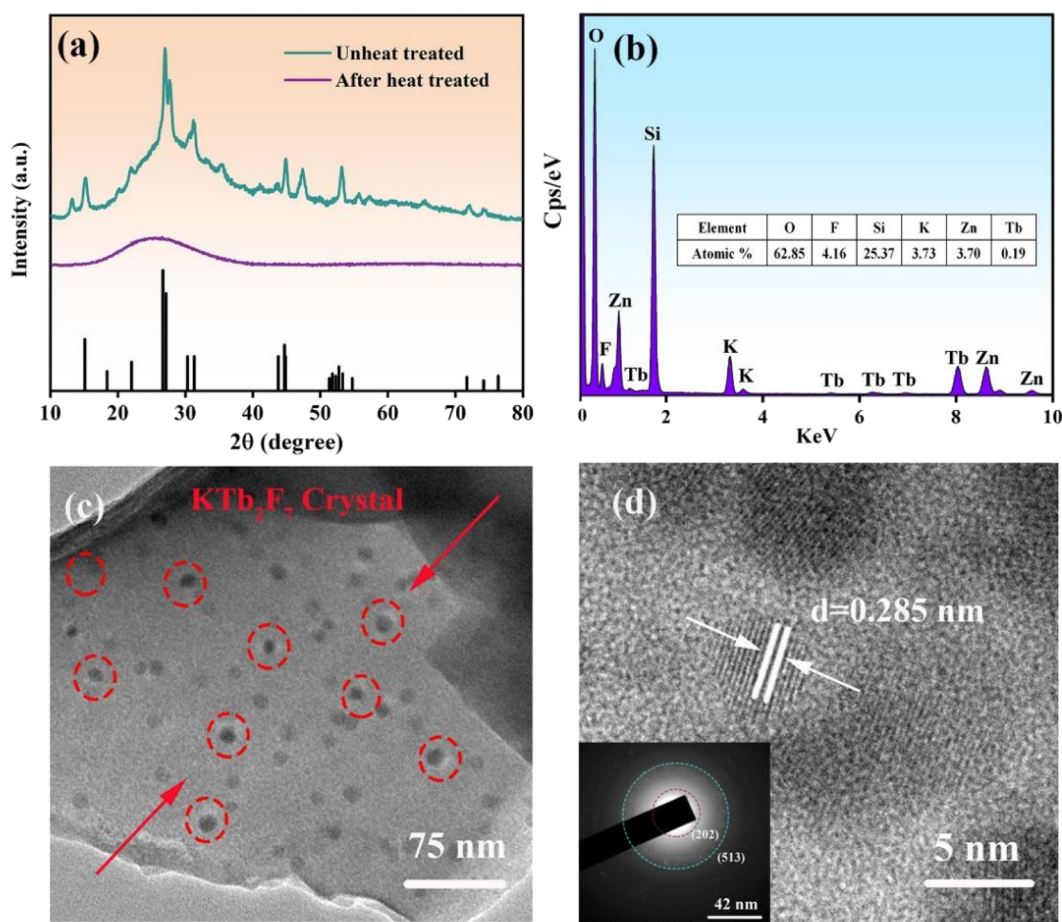 (a)
Unheat treated
After heat treated
Intensity (a.u.)
10 20 30 40 50 60 70 80
2θ (degree)
(b)
O
Si
Zn
F
Tb
K
K
Tb
Tb
Tb
Tb
Zn
Zn
Cps/eV
Element O F Si K Zn Tb
Atomic % 62.85 4.16 25.37 3.73 3.70 0.19
0 2 4 6 8 10
KeV
(c)
KTb₂F₇ Crystal
75 nm
(d)
d=0.285 nm
(202)
(513)
42 nm
5 nm